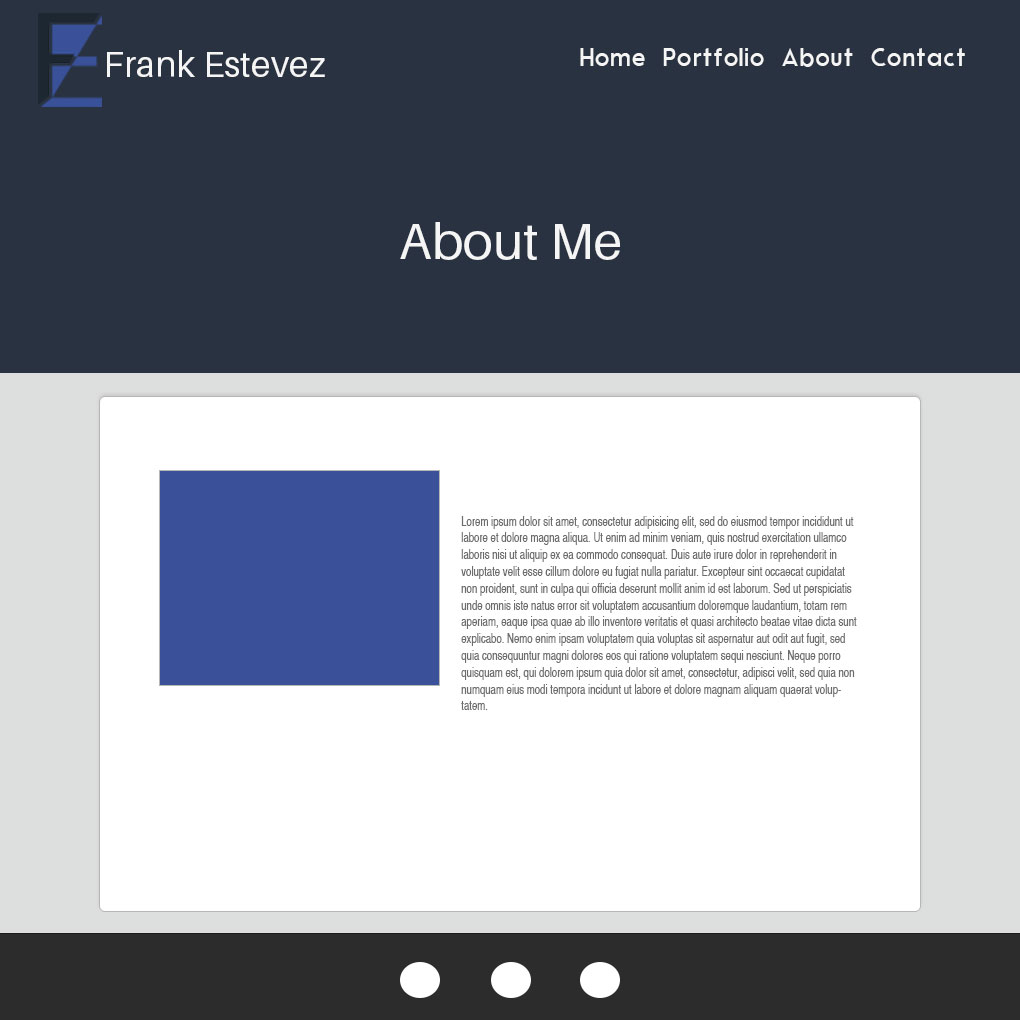 Frank Estevez
Home Portfolio About Contact
About Me
Lorem ipsum dolor sit amet, consectetur adipisicing elit, sed do eiusmod tempor incididunt ut
labore et dolore magna aliqua. Ut enim ad minim veniam, quis nostrud exercitation ullamco
laboris nisi ut aliquip ex ea commodo consequat. Duis aute irure dolor in reprehenderit in
voluptate velit esse cillum dolore eu fugiat nulla pariatur. Excepteur sint occaecat cupidatat
non proident, sunt in culpa qui officia deserunt mollit anim id est laborum. Sed ut perspiciatis
unde omnis iste natus error sit voluptatem accusantium doloremque laudantium, totam rem
aperiam, eaque ipsa quae ab illo inventore veritatis et quasi architecto beatae vitae dicta sunt
explicabo. Nemo enim ipsam voluptatem quia voluptas sit aspernatur aut odit aut fugit, sed
quia consequuntur magni dolores eos qui ratione voluptatem sequi nesciunt. Neque porro
quisquam est, qui dolorem ipsum quia dolor sit amet, consectetur, adipisci velit, sed quia non
numquam eius modi tempora incidunt ut labore et dolore magnam aliquam quaerat volup-
tatem.